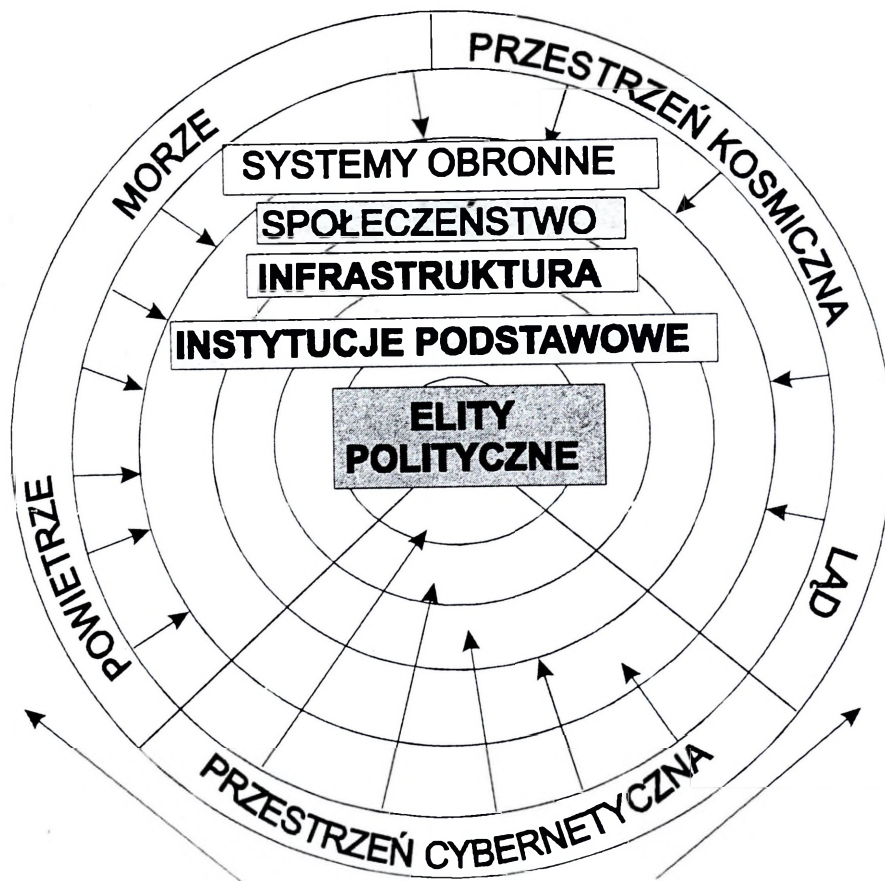 PRZESTRZEŃ KOSMICZNA
MORZE
SYSTEMY OBRONNE
SPOŁECZEŃSTWO
INFRASTRUKTURA
INSTYTUCJE PODSTAWOWE
ELITY
POLITYCZNE
POWIETRZE
LĄD
PRZESTRZEŃ CYBERNETYCZNA